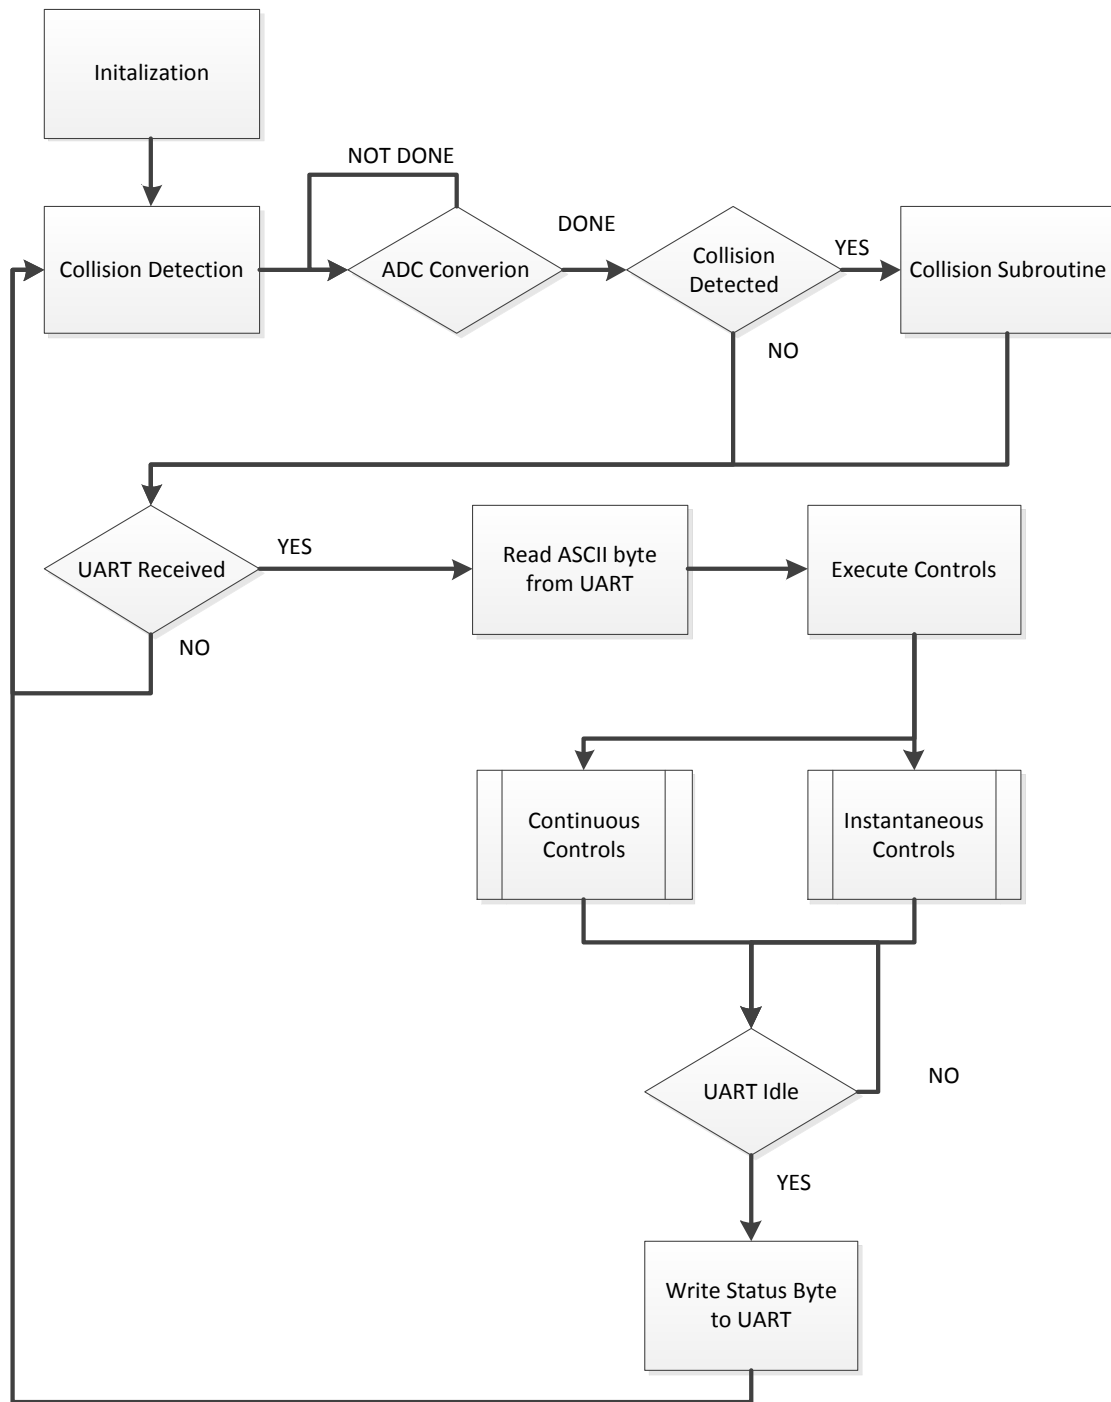 Initalization
NOT DONE
Collision Detection
ADC Converion
DONE
Collision
Detected
YES
Collision Subroutine
NO
UART Received
YES
Read ASCII byte
from UART
Execute Controls
NO
Continuous
Controls
Instantaneous
Controls
UART Idle
NO
YES
Write Status Byte
to UART